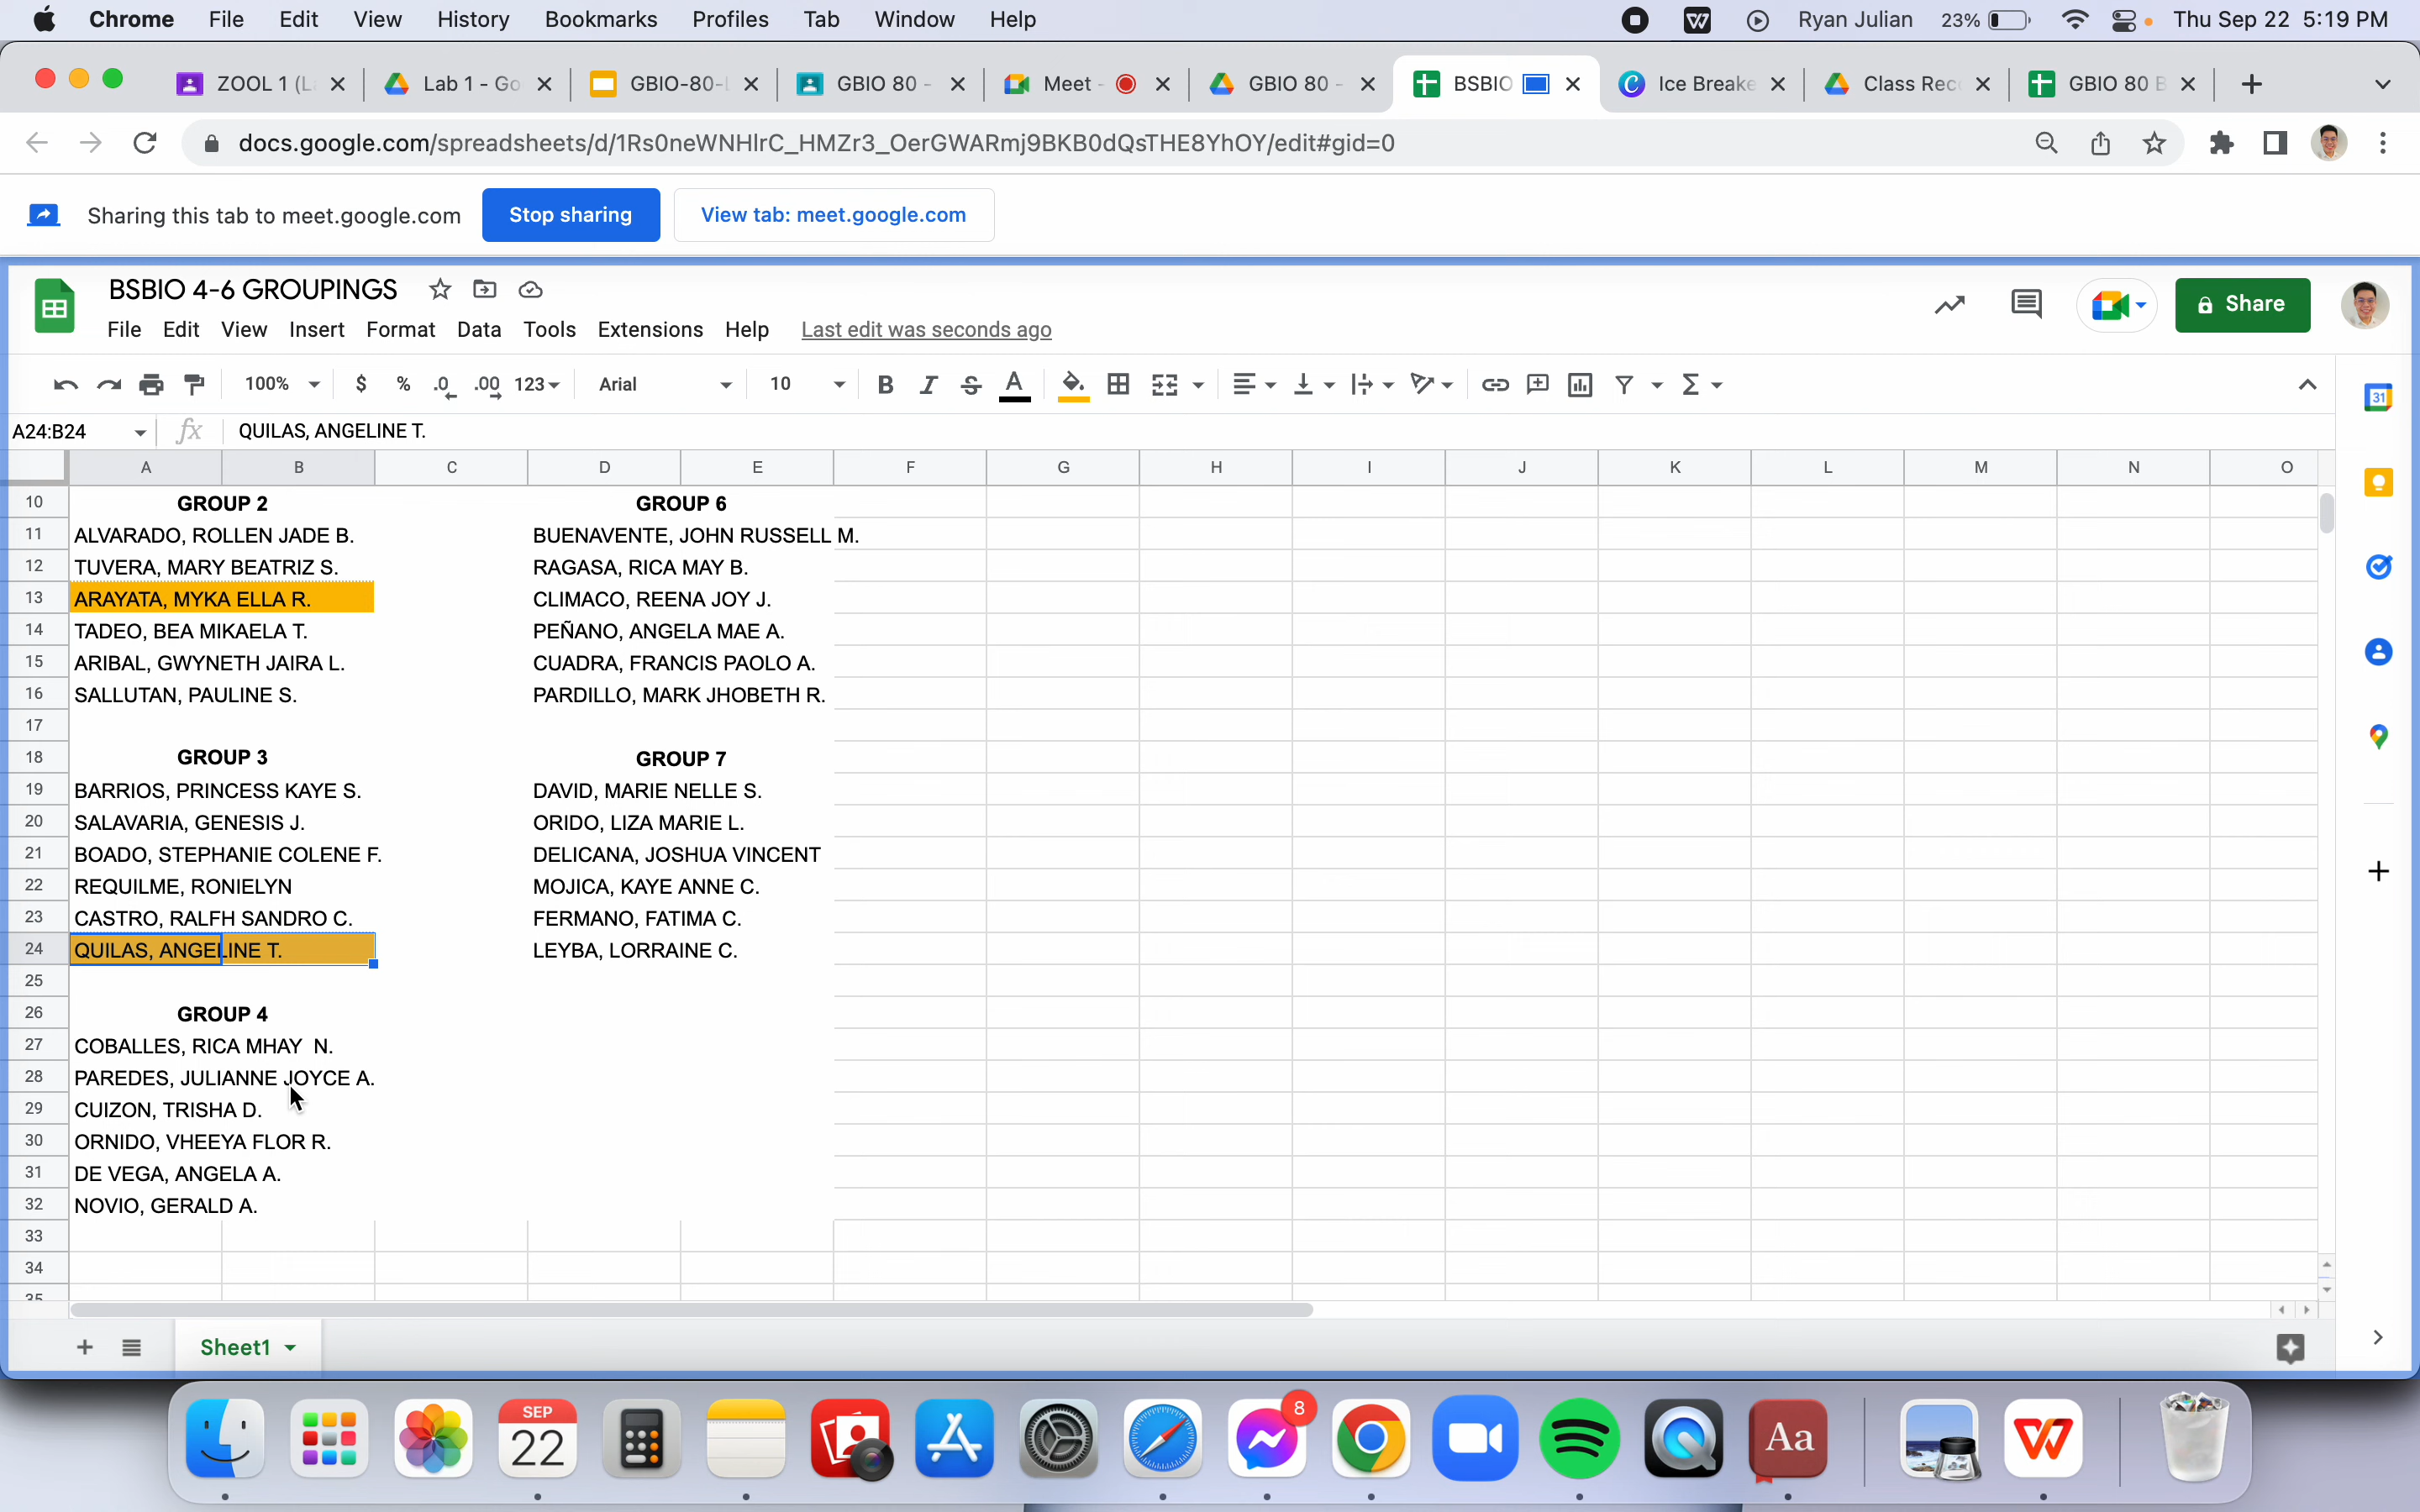 Chrome File Edit View History Bookmarks Profiles Tab Window Help Ryan Julian 23% Thu Sep 22 5:19 PM
ZOOL 1 (L Lab 1 - Go GBIO-80- GBIO 80 - Meet - GBIO 80 - BSBIO Ice Breake Class Rec GBIO 80 B
docs.google.com/spreadsheets/d/1Rs0neWNHlrC_HMZr3_OerGWARmj9BKB0dQsTHE8YhOY/edit#gid=0
Sharing this tab to meet.google.com Stop sharing View tab: meet.google.com
BSBIO 4-6 GROUPINGS
Share
File Edit View Insert Format Data Tools Extensions Help Last edit was seconds ago
100% $ % .0 .00 123 Arial 10 B I S A Σ
31
A24:B24 fx QUILAS, ANGELINE T.
A B C D E F G H I J K L M N O
10 GROUP 2 GROUP 6
11 ALVARADO, ROLLEN JADE B. BUENAVENTE, JOHN RUSSELL M.
12 TUVERA, MARY BEATRIZ S. RAGASA, RICA MAY B.
13 ARAYATA, MYKA ELLA R. CLIMACO, REENA JOY J.
14 TADEO, BEA MIKAELA T. PEÑANO, ANGELA MAE A.
15 ARIBAL, GWYNETH JAIRA L. CUADRA, FRANCIS PAOLO A.
16 SALLUTAN, PAULINE S. PARDILLO, MARK JHOBETH R.
17
18 GROUP 3 GROUP 7
19 BARRIOS, PRINCESS KAYE S. DAVID, MARIE NELLE S.
20 SALAVARIA, GENESIS J. ORIDO, LIZA MARIE L.
21 BOADO, STEPHANIE COLENE F. DELICANA, JOSHUA VINCENT
22 REQUILME, RONIELYN MOJICA, KAYE ANNE C.
23 CASTRO, RALFH SANDRO C. FERMANO, FATIMA C.
24 QUILAS, ANGELINE T. LEYBA, LORRAINE C.
25
26 GROUP 4
27 COBALLES, RICA MHAY N.
28 PAREDES, JULIANNE JOYCE A.
29 CUIZON, TRISHA D.
30 ORNIDO, VHEEYA FLOR R.
31 DE VEGA, ANGELA A.
32 NOVIO, GERALD A.
33
34
35
Sheet1
SEP
22
8
Aa